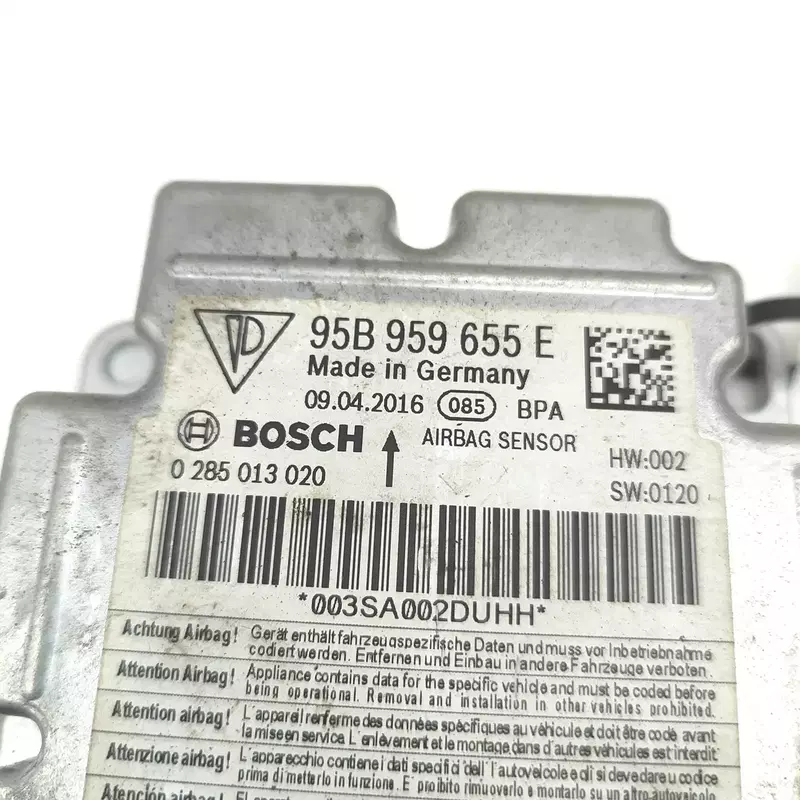 95B 959 655 E
Made in Germany
09.04.2016 085 BPA
BOSCH AIRBAG SENSOR
0 285 013 020
HW:002
SW:0120
*003SA002DUHH*
Achtung Airbag! Gerät enthält fahrzeugspezifische Daten und muss vor Inbetriebnahme
codiert werden. Entfernen und Einbau in andere Fahrzeuge verboten.
Attention Airbag! Appliance contains data for the specific vehicle and must be coded before
being operational. Removal and installation in other vehicles prohibited.
Attention airbag! L'appareil renferme des données spécifiques au véhicule et doit être codé avant
la mise en service. L'enlèvement et le montage dans d'autres véhicules est interdit
Attenzione airbag! L'apparecchio contiene dati specifici dell'autoveicolo e di si deve dare u codice
prima di metterlo in funzione. E proibito rimuoverlo e montarlo su un altro autoveicolo
Atención airbag!